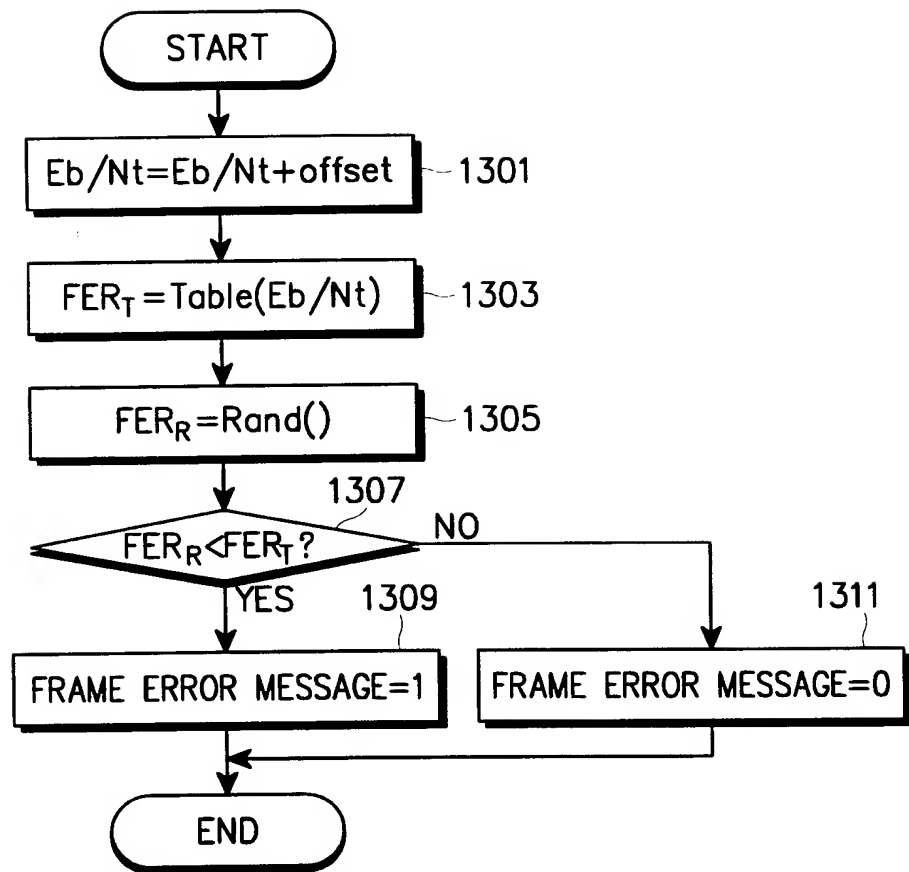 START
Eb/Nt=Eb/Nt+offset
1301
FER_T=Table(Eb/Nt)
1303
FER_R=Rand()
1305
1307
FER_R<FER_T?
NO
YES
1309
1311
FRAME ERROR MESSAGE=1
FRAME ERROR MESSAGE=0
END